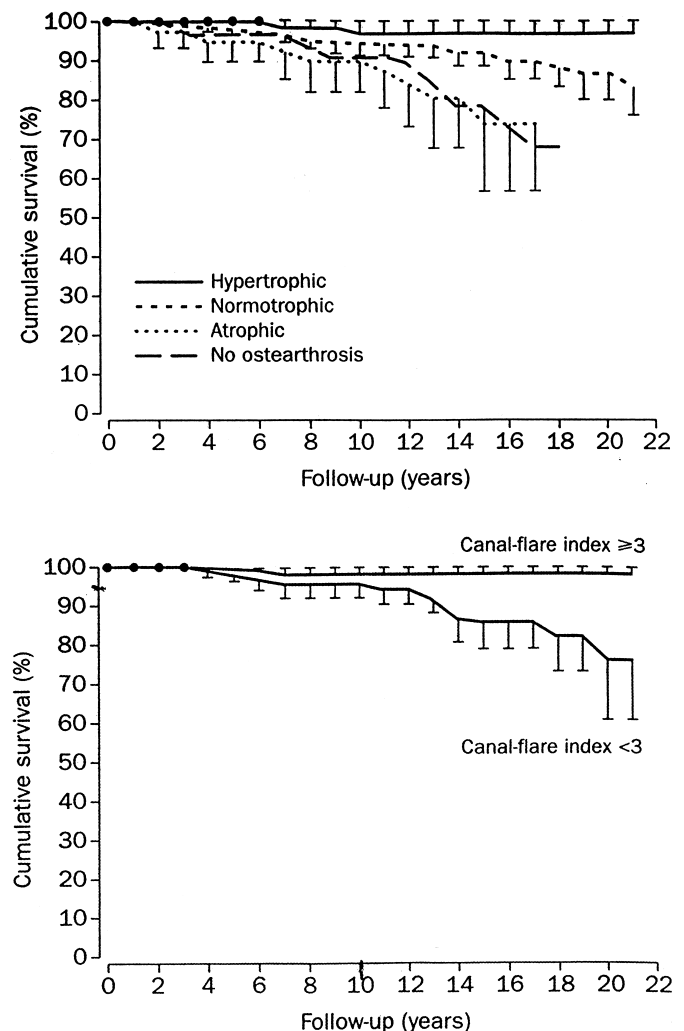 100
90
80
70
60
50
40
30
20
10
0
Cumulative survival (%)
Hypertrophic
Normotrophic
Atrophic
No ostearthrosis
0 2 4 6 8 10 12 14 16 18 20 22
Follow-up (years)
Canal-flare index ⩾3
100
90
80
70
60
50
40
30
20
10
0
Cumulative survival (%)
Canal-flare index <3
0 2 4 6 8 10 12 14 16 18 20 22
Follow-up (years)